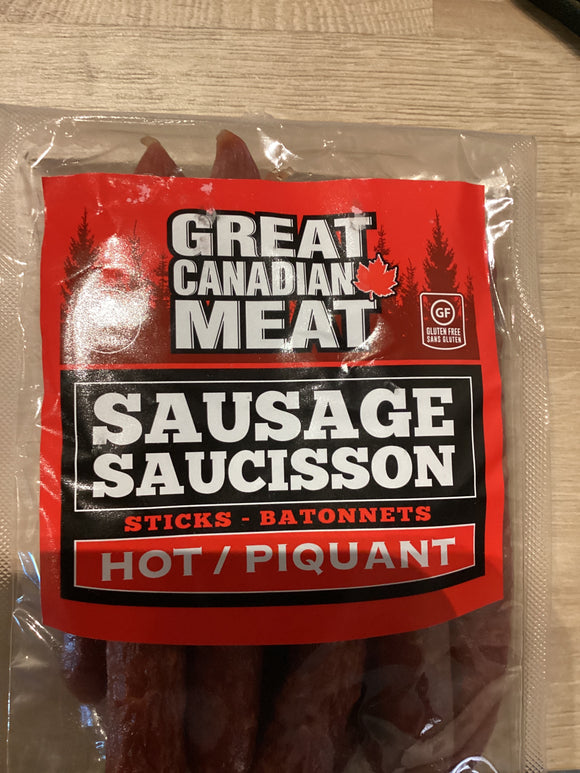 GREAT
CANADIAN
MEAT
GF
GLUTEN FREE
SANS GLUTEN
SAUSAGE
SAUCISSON
STICKS - BATONNETS
HOT / PIQUANT